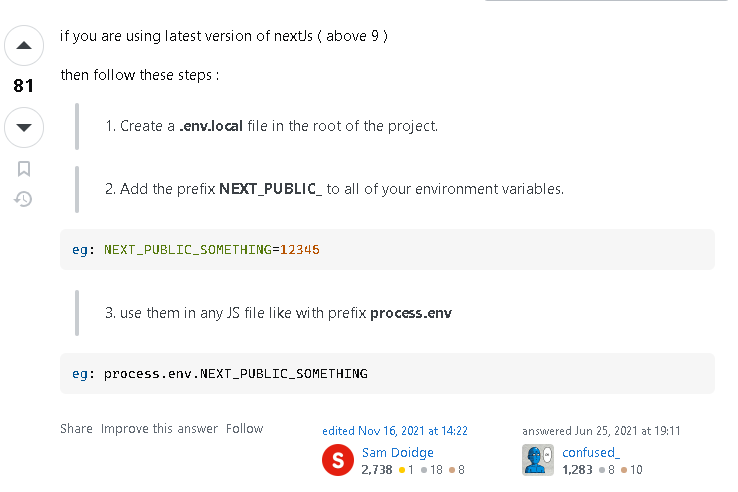 if you are using latest version of nextJs ( above 9 )
81
then follow these steps :
1. Create a .env.local file in the root of the project.
2. Add the prefix NEXT_PUBLIC_ to all of your environment variables.
eg: NEXT_PUBLIC_SOMETHING=12345
3. use them in any JS file like with prefix process.env
eg: process.env.NEXT_PUBLIC_SOMETHING
Share Improve this answer Follow
edited Nov 16, 2021 at 14:22
S
Sam Doidge
2,738 1 18 8
answered Jun 25, 2021 at 19:11
confused_
1,283 8 10